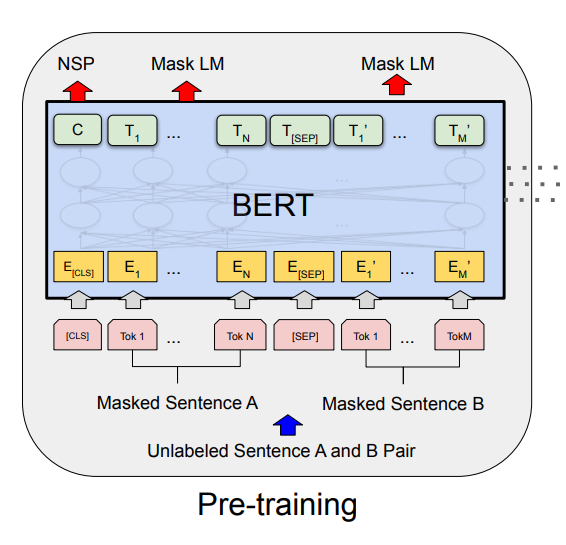 NSP Mask LM Mask LM
C T1 ... TN T[SEP] T1’ ... TM’
...
BERT
...
E[CLS] E1 ... EN E[SEP] E1’ ... EM’
[CLS] Tok 1 ... Tok N [SEP] Tok 1 ... TokM
Masked Sentence A Masked Sentence B
Unlabeled Sentence A and B Pair
Pre-training